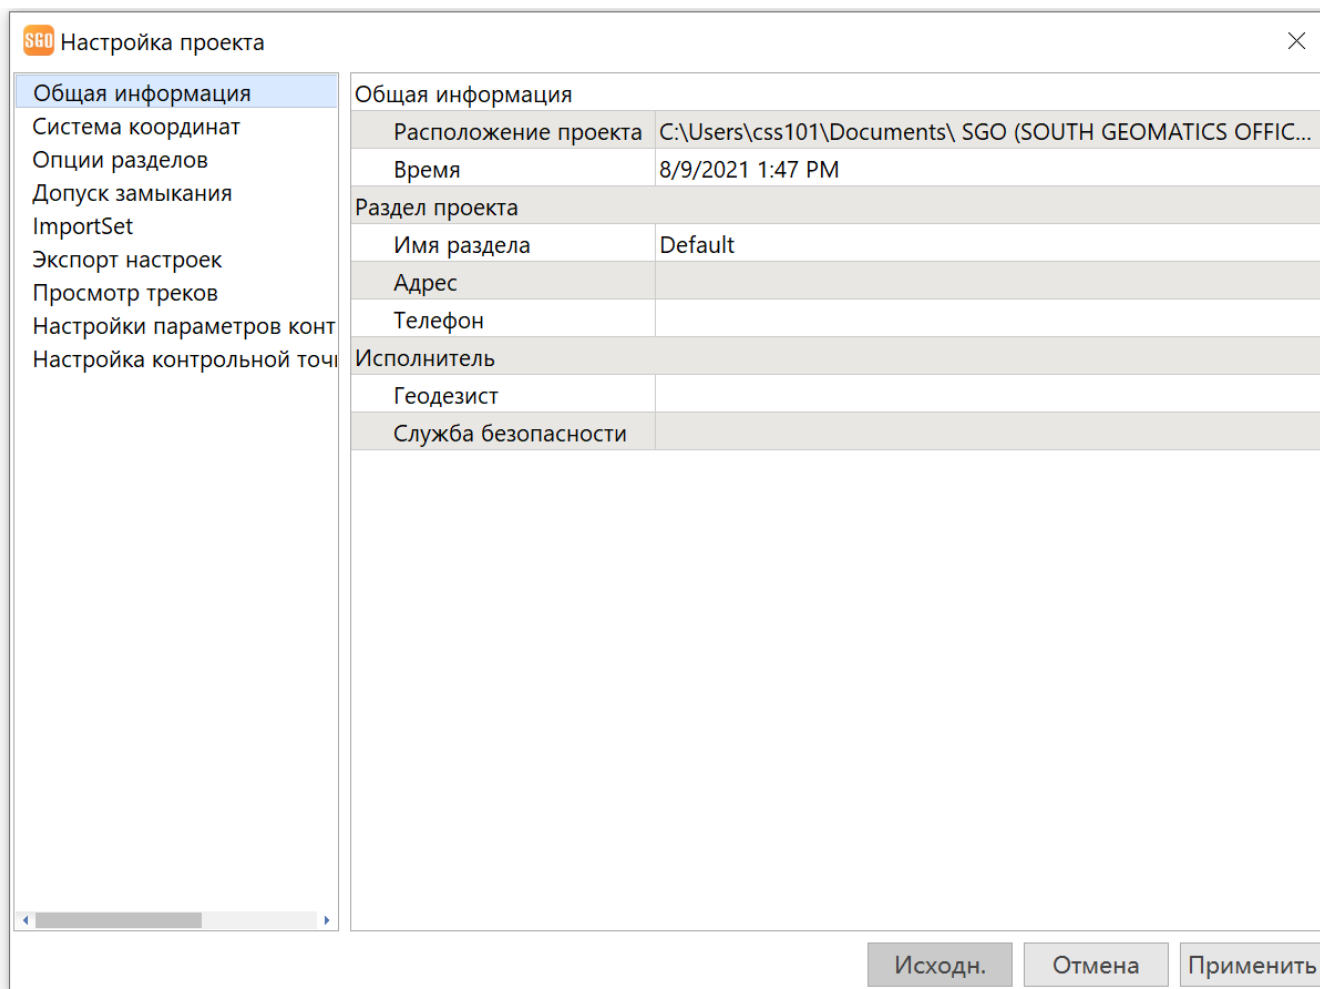 SGO Настройка проекта
Общая информация
Система координат
Опции разделов
Допуск замыкания
ImportSet
Экспорт настроек
Просмотр треков
Настройки параметров конт
Настройка контрольной точ
Общая информация
Расположение проекта C:\Users\css101\Documents\ SGO (SOUTH GEOMATICS OFFIC...
Время 8/9/2021 1:47 PM
Раздел проекта
Имя раздела Default
Адрес
Телефон
Исполнитель
Геодезист
Служба безопасности
Исходн. Отмена Применить